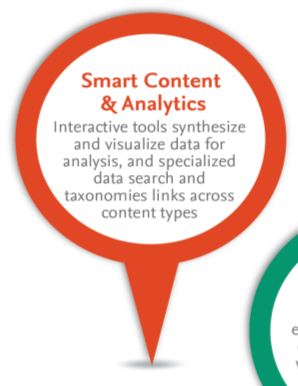 Smart Content
& Analytics
Interactive tools synthesize
and visualize data for
analysis, and specialized
data search and
taxonomies links across
content types